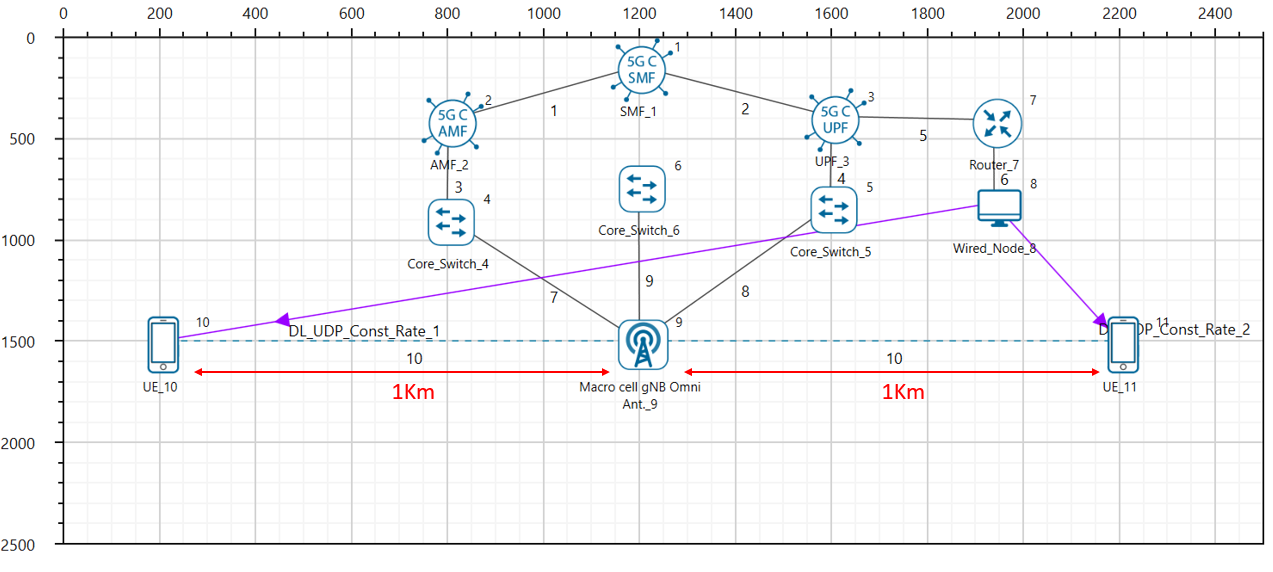 0 200 400 600 800 1000 1200 1400 1600 1800 2000 2200 2400
0
500
1000
1500
2000
2500
5G C
SMF
1
SMF_1
5G C
AMF
2
AMF_2
5G C
UPF
3
UPF_3
7
Router_7
1
2
5
3
4
6
4
Core_Switch_4
6
Core_Switch_6
5
Core_Switch_5
8
Wired_Node_8
7
9
8
10
UE_10
DL_UDP_Const_Rate_1
10
9
Macro cell gNB Omni
Ant._9
10
11
DP_Const_Rate_2
UE_11
1Km
1Km